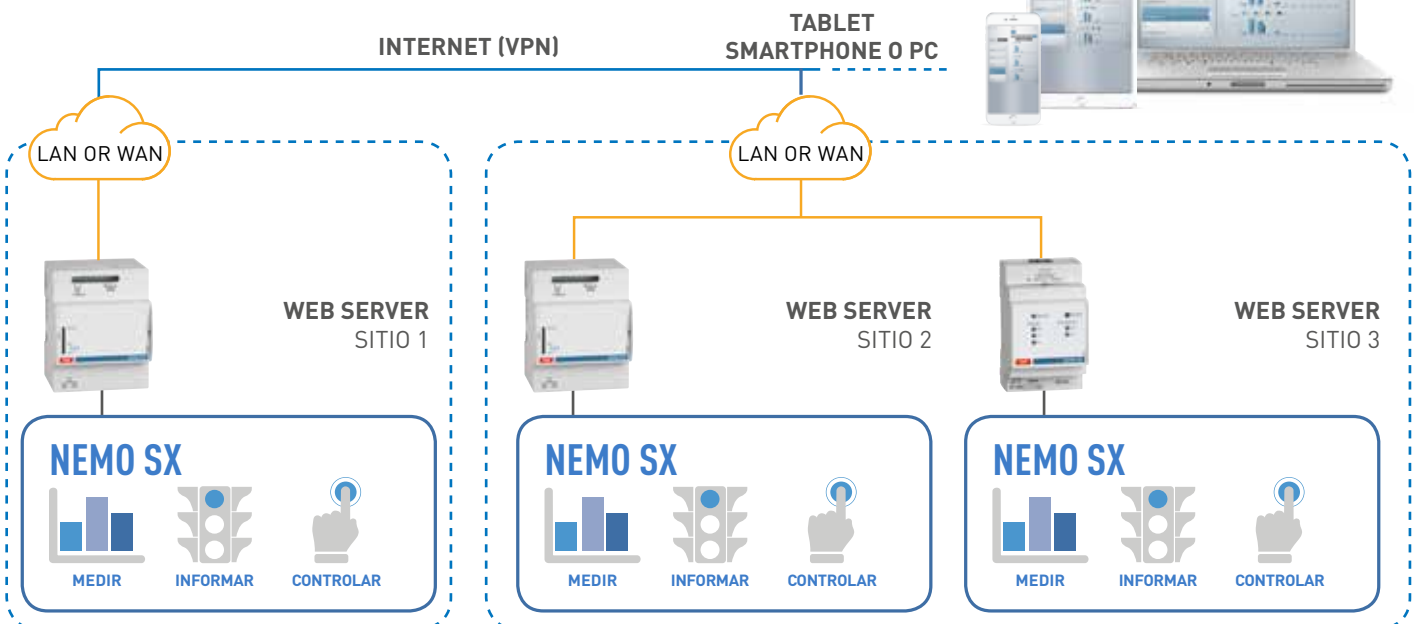 TABLET
SMARTPHONE O PC
INTERNET (VPN)
LAN OR WAN
LAN OR WAN
WEB SERVER
SITIO 1
WEB SERVER
SITIO 2
WEB SERVER
SITIO 3
NEMO SX
MEDIR
INFORMAR
CONTROLAR
NEMO SX
MEDIR
INFORMAR
CONTROLAR
NEMO SX
MEDIR
INFORMAR
CONTROLAR